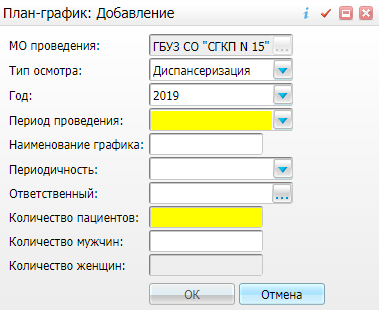 План-график: Добавление
МО проведения: ГБУЗ СО "СГКП N 15" ...
Тип осмотра: Диспансеризация
Год: 2019
Период проведения:
Наименование графика:
Периодичность:
Ответственный: ...
Количество пациентов:
Количество мужчин:
Количество женщин:
OK Отмена